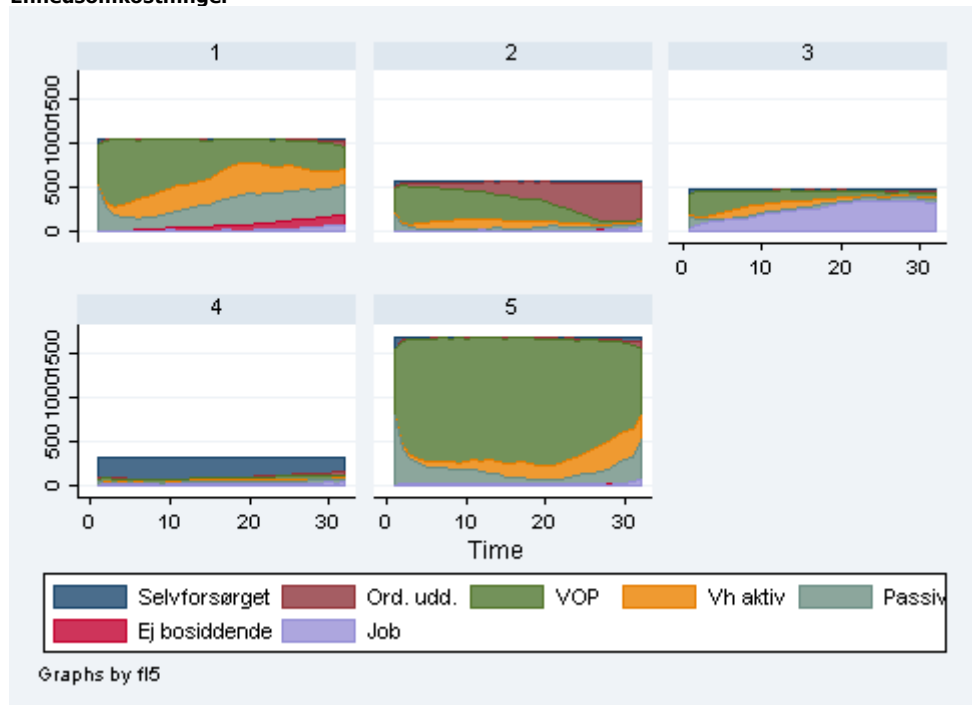 1 2 3
0 500 1000 1500
0 10 20 30
4 5
0 500 1000 1500
0 10 20 30
0 10 20 30
Time
Selvforsørget Ord. udd. VOP Vh aktiv Passiv
Ej bosiddende Job
Graphs by fl5